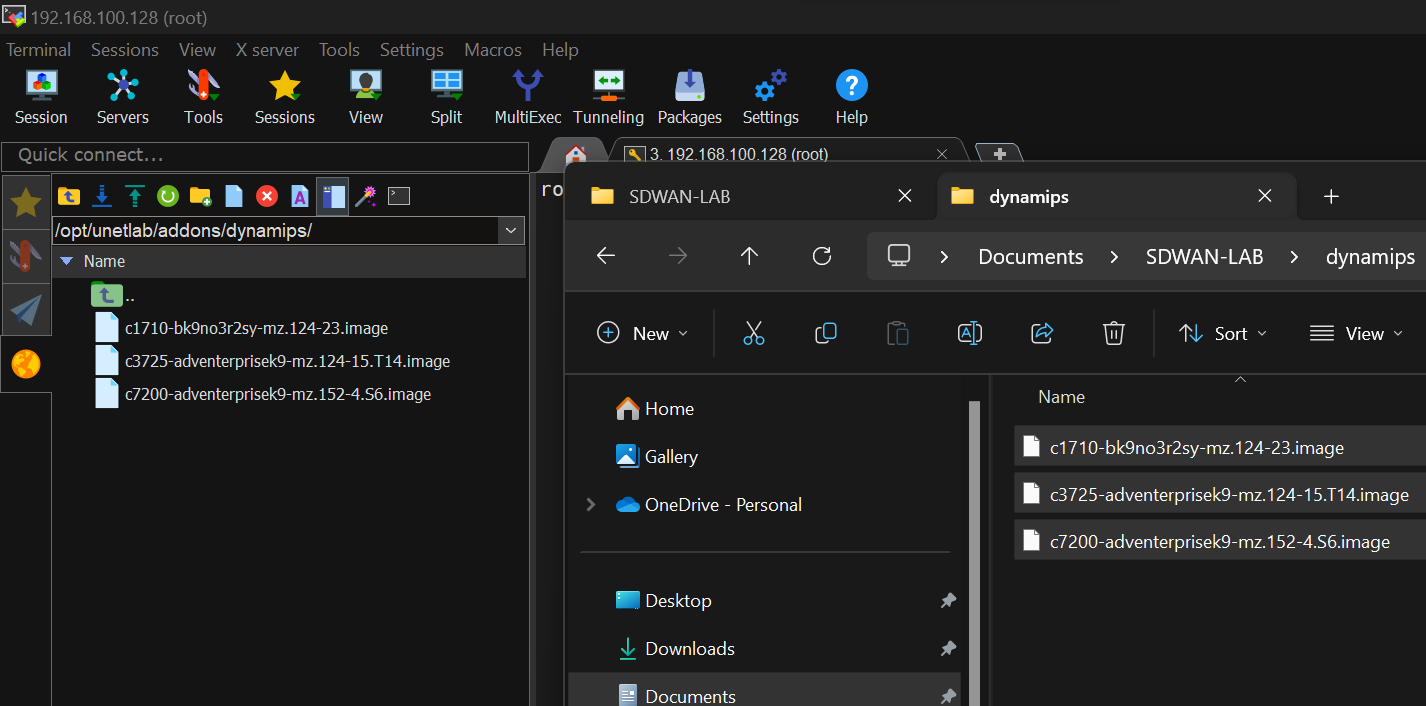 192.168.100.128 (root)
Terminal Sessions View X server Tools Settings Macros Help
Session Servers Tools Sessions View Split MultiExec Tunneling Packages Settings Help
Quick connect...
3. 192.168.100.128 (root)
/opt/unetlab/addons/dynamips/
Name
..
c1710-bk9no3r2sy-mz.124-23.image
c3725-adventerprisek9-mz.124-15.T14.image
c7200-adventerprisek9-mz.152-4.S6.image
ro
SDWAN-LAB
dynamips
Documents > SDWAN-LAB > dynamips
New
Sort
View
Home
Gallery
OneDrive - Personal
Desktop
Downloads
Documents
Name
c1710-bk9no3r2sy-mz.124-23.image
c3725-adventerprisek9-mz.124-15.T14.image
c7200-adventerprisek9-mz.152-4.S6.image